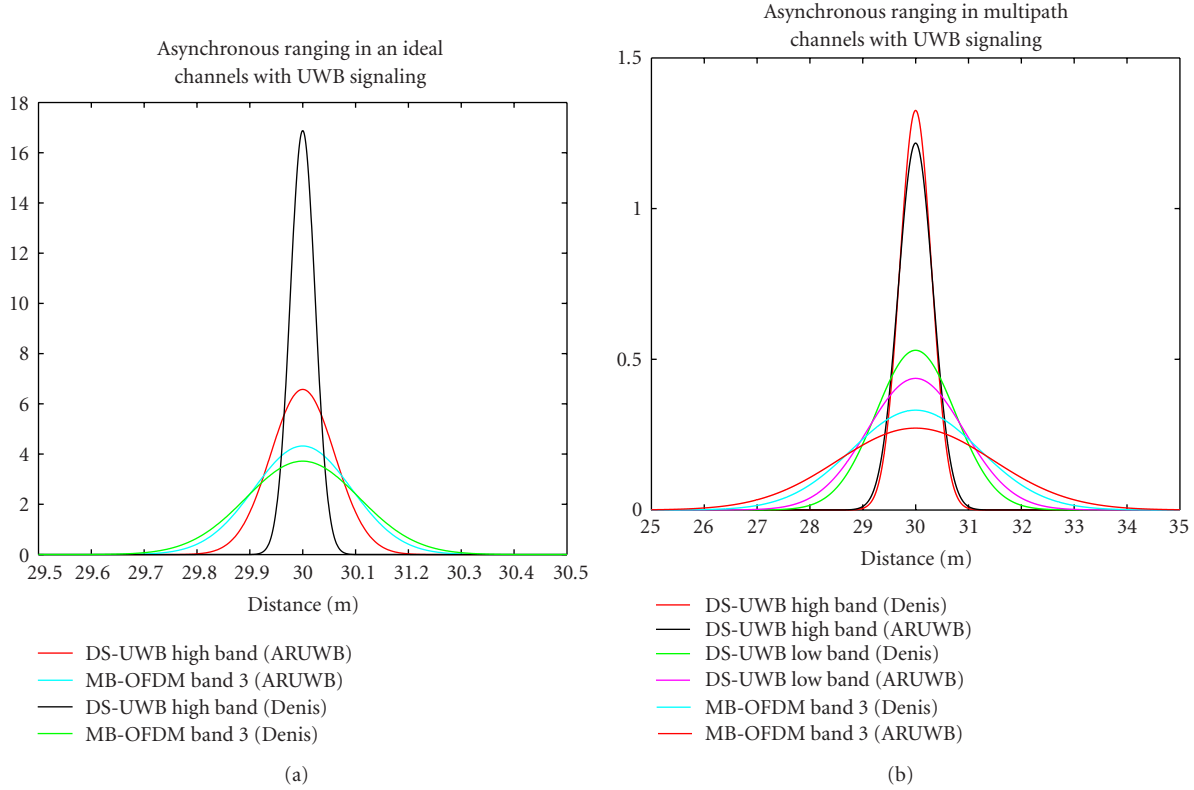 Asynchronous ranging in an ideal
channels with UWB signaling
18
16
14
12
10
8
6
4
2
0
29.5 29.6 29.7 29.8 29.9 30 30.1 31.2 30.3 30.4 30.5
Distance (m)
DS-UWB high band (ARUWB)
MB-OFDM band 3 (ARUWB)
DS-UWB high band (Denis)
MB-OFDM band 3 (Denis)
(a)
Asynchronous ranging in multipath
channels with UWB signaling
1.5
1
0.5
0
25 26 27 28 29 30 31 32 33 34 35
Distance (m)
DS-UWB high band (Denis)
DS-UWB high band (ARUWB)
DS-UWB low band (Denis)
DS-UWB low band (ARUWB)
MB-OFDM band 3 (Denis)
MB-OFDM band 3 (ARUWB)
(b)